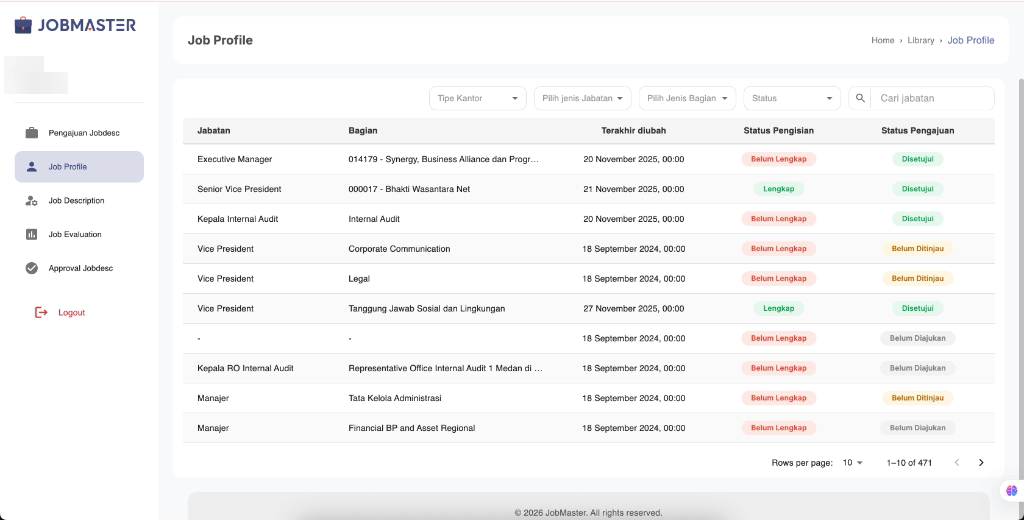 JOBMASTER
Job Profile
Home › Library › Job Profile
Pengajuan Jobdesc
Job Profile
Job Description
Job Evaluation
Approval Jobdesc
Logout
Tipe Kantor Pilih jenis Jabatan Pilih Jenis Bagian Status Cari jabatan
Jabatan Bagian Terakhir diubah Status Pengisian Status Pengajuan
Executive Manager 014179 - Synergy, Business Alliance dan Progr... 20 November 2025, 00:00 Belum Lengkap Disetujui
Senior Vice President 000017 - Bhakti Wasantara Net 21 November 2025, 00:00 Lengkap Disetujui
Kepala Internal Audit Internal Audit 20 November 2025, 00:00 Belum Lengkap Disetujui
Vice President Corporate Communication 18 September 2024, 00:00 Belum Lengkap Belum Ditinjau
Vice President Legal 18 September 2024, 00:00 Belum Lengkap Belum Ditinjau
Vice President Tanggung Jawab Sosial dan Lingkungan 27 November 2025, 00:00 Lengkap Disetujui
- - 18 September 2024, 00:00 Belum Lengkap Belum Diajukan
Kepala RO Internal Audit Representative Office Internal Audit 1 Medan di ... 18 September 2024, 00:00 Belum Lengkap Belum Diajukan
Manajer Tata Kelola Administrasi 18 September 2024, 00:00 Belum Lengkap Belum Ditinjau
Manajer Financial BP and Asset Regional 18 September 2024, 00:00 Belum Lengkap Belum Diajukan
Rows per page: 10 1–10 of 471
© 2026 JobMaster. All rights reserved.